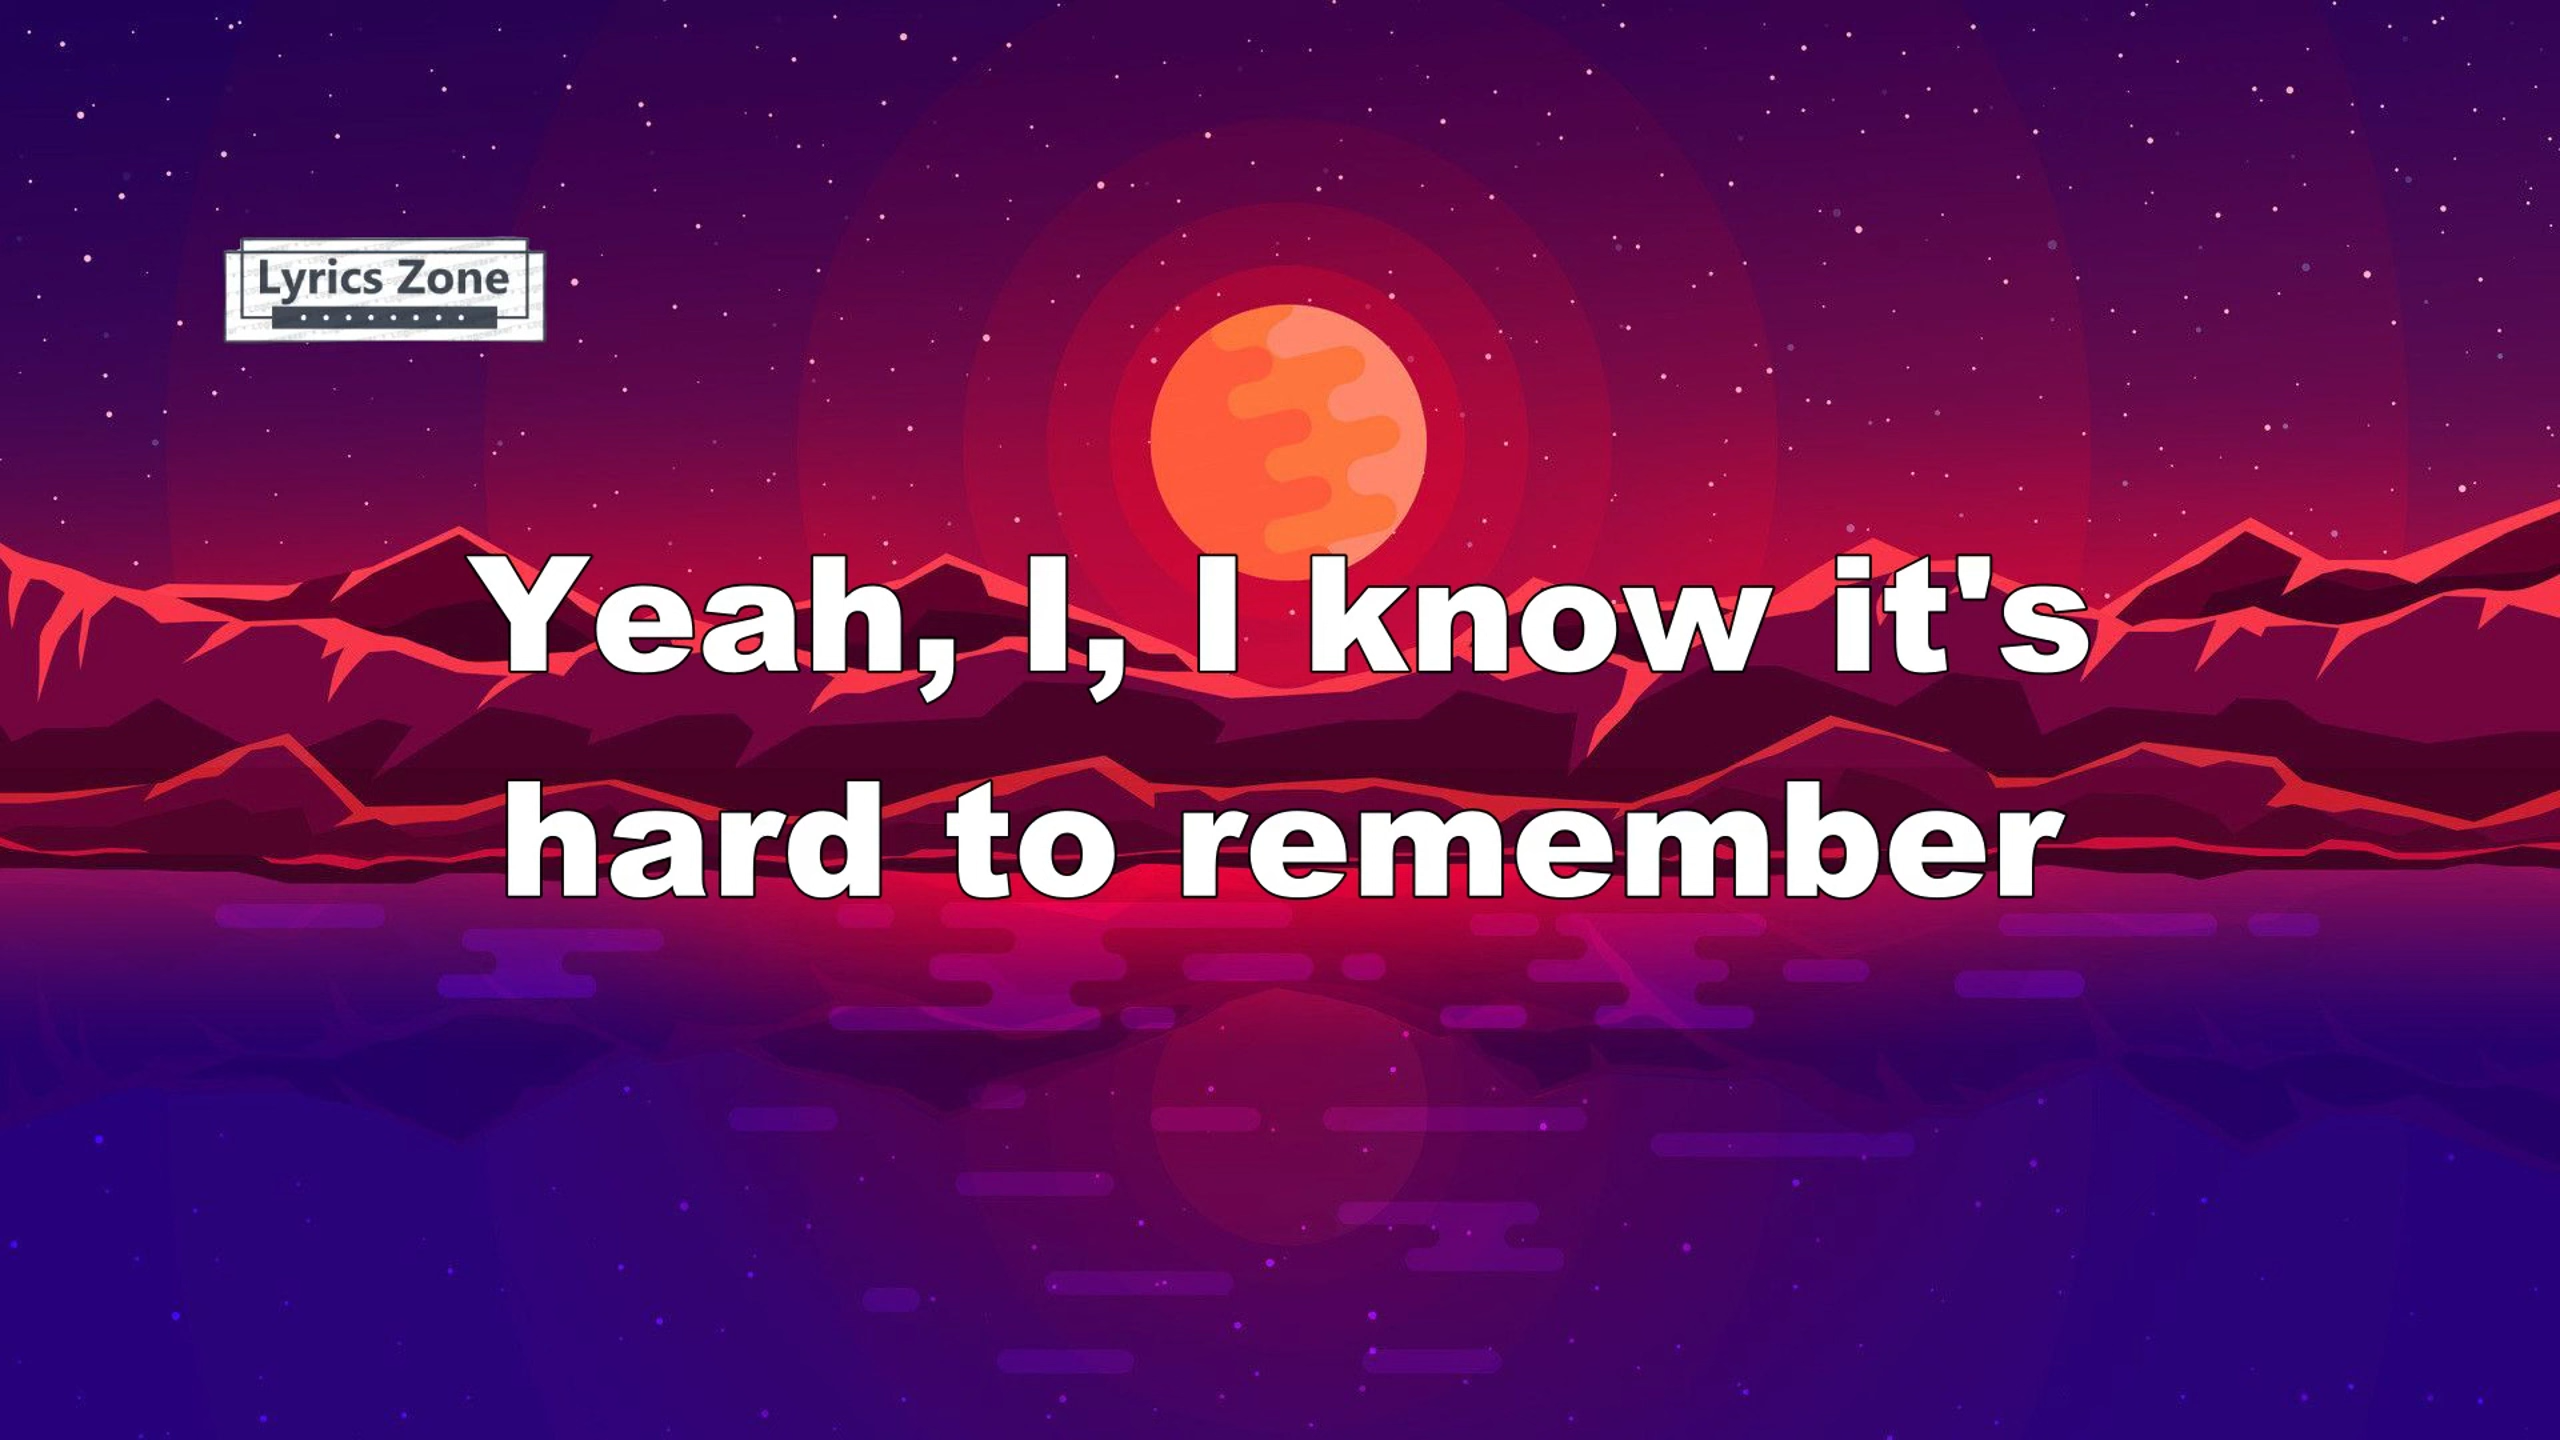 Lyrics Zone
Yeah, I, I know it's
hard to remember